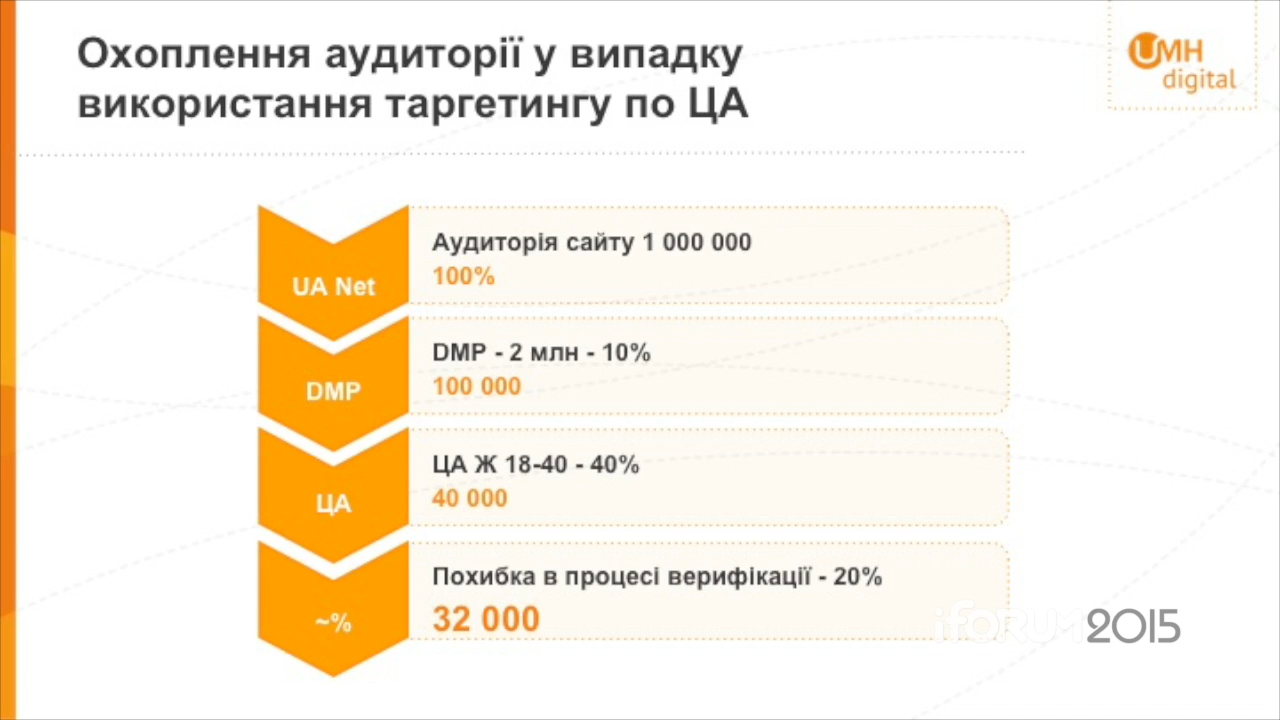 Охоплення аудиторії у випадку
використання таргетингу по ЦА
UMH
digital
UA Net
Аудиторія сайту 1 000 000
100%
DMP
DMP - 2 млн - 10%
100 000
ЦА
ЦА Ж 18-40 - 40%
40 000
~%
Похибка в процесі верифікації - 20%
32 000
iFORUM2015